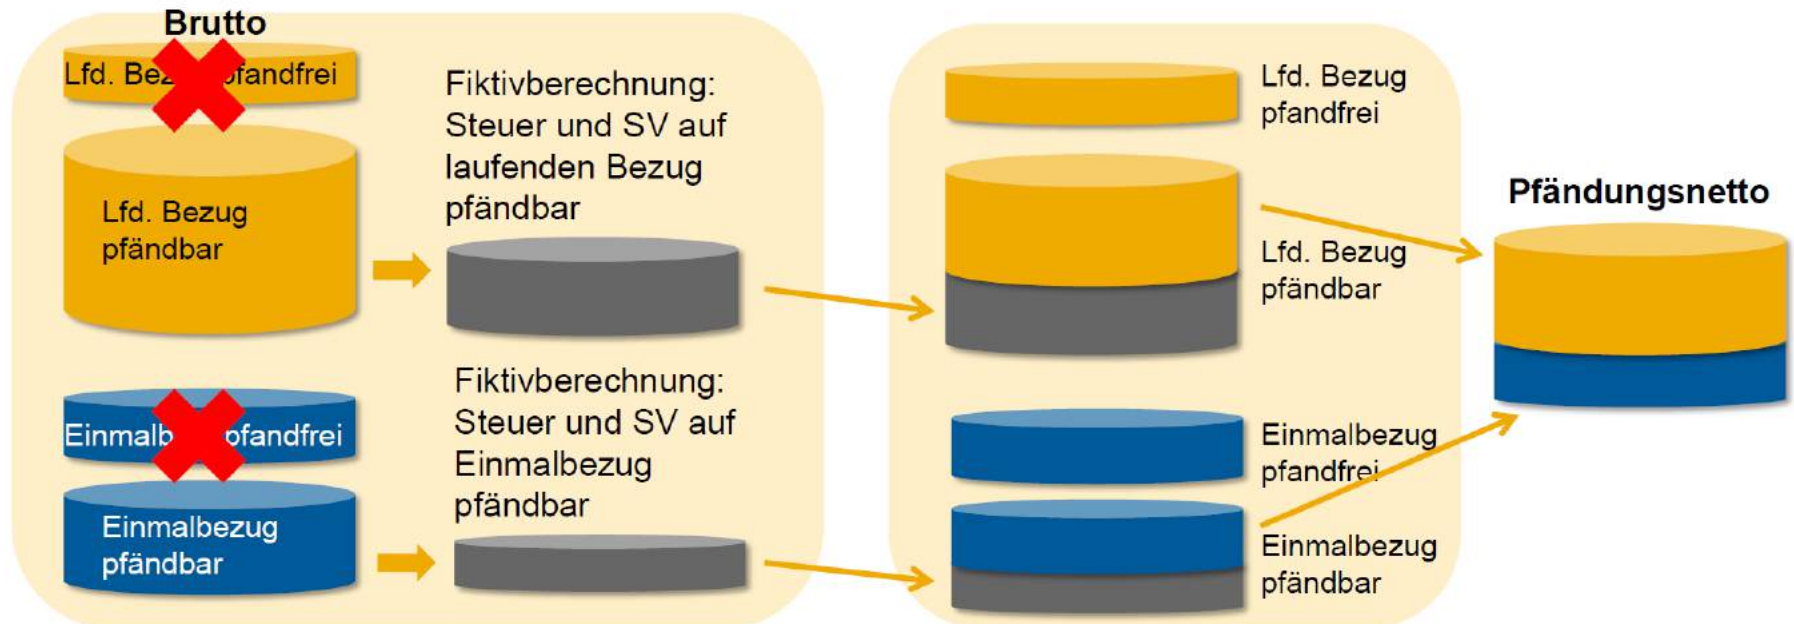 Brutto
Lfd. Bez pfandfrei
Lfd. Bezug
pfändbar
Einmalb pfandfrei
Einmalbezug
pfändbar
Fiktivberechnung:
Steuer und SV auf
laufenden Bezug
pfändbar
Fiktivberechnung:
Steuer und SV auf
Einmalbezug
pfändbar
Lfd. Bezug
pfandfrei
Lfd. Bezug
pfändbar
Einmalbezug
pfandfrei
Einmalbezug
pfändbar
Pfändungsnetto